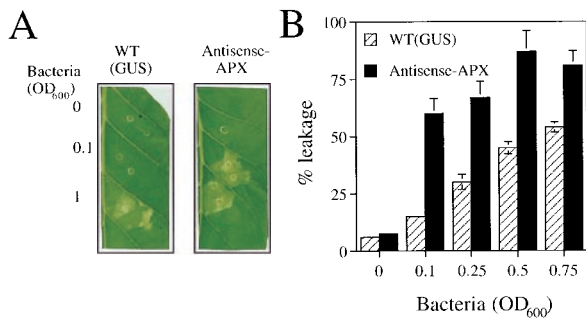 A
WT
(GUS)
Antisense-
APX
Bacteria
(OD600)
0
0.1
1
B
100
75
50
25
0
% leakage
WT(GUS)
Antisense-APX
0 0.1 0.25 0.5 0.75
Bacteria (OD600)